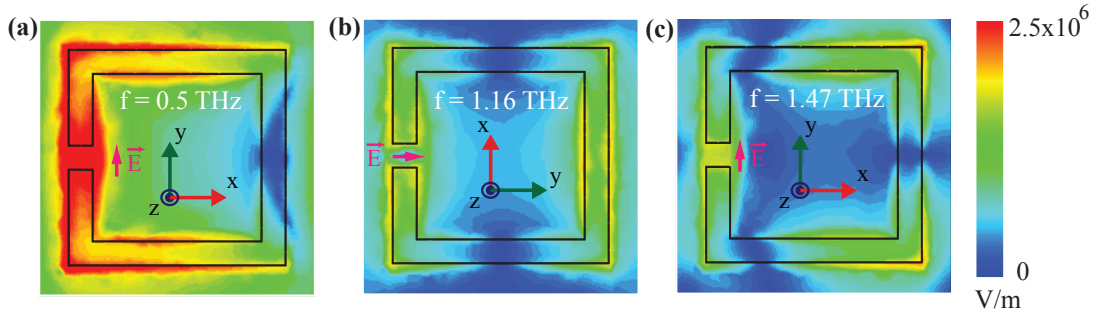 (a)
f = 0.5 THz
y
E
x
z
(b)
f = 1.16 THz
x
E
y
z
(c)
f = 1.47 THz
y
E
x
z
2.5x10^6
0
V/m